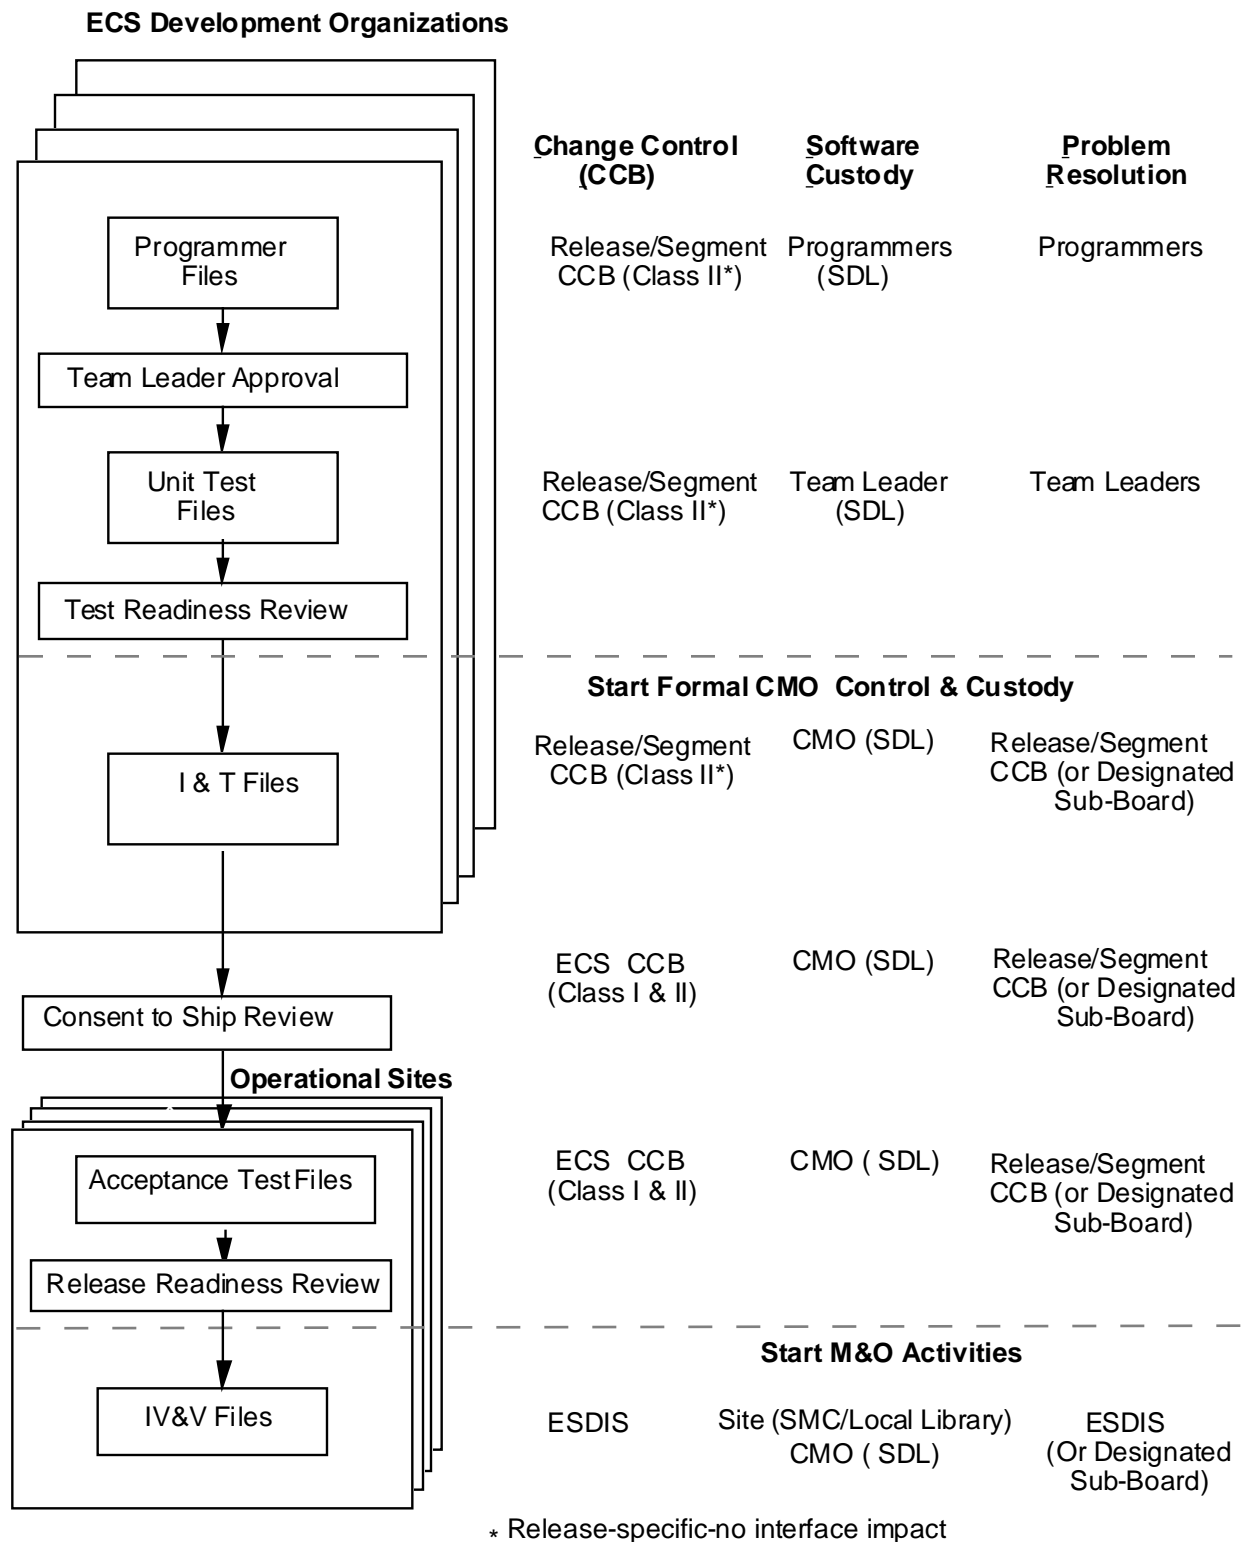 ECS Development Organizations
Change Control
(CCB)
Software
Custody
Problem
Resolution
Programmer
Files
Release/Segment
CCB (Class II*)
Programmers
(SDL)
Programmers
Team Leader Approval
Unit Test
Files
Release/Segment
CCB (Class II*)
Team Leader
(SDL)
Team Leaders
Test Readiness Review
Start Formal CMO Control & Custody
I & T Files
Release/Segment
CCB (Class II*)
CMO (SDL)
Release/Segment
CCB (or Designated
Sub-Board)
ECS CCB
(Class I & II)
CMO (SDL)
Release/Segment
CCB (or Designated
Sub-Board)
Consent to Ship Review
Operational Sites
Acceptance Test Files
ECS CCB
(Class I & II)
CMO ( SDL)
Release/Segment
CCB (or Designated
Sub-Board)
Release Readiness Review
Start M&O Activities
IV&V Files
ESDIS
Site (SMC/Local Library)
CMO ( SDL)
ESDIS
(Or Designated
Sub-Board)
* Release-specific-no interface impact